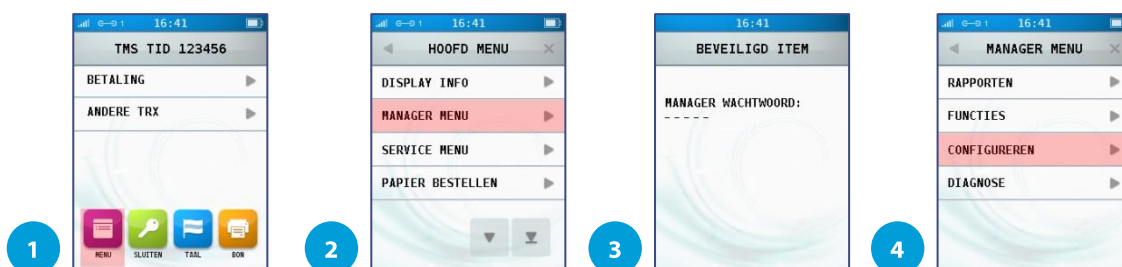 16:41
TMS TID 123456
BETALING
ANDERE TRX
MENU SLUITEN TAAL BON
1
16:41
HOOFD MENU
DISPLAY INFO
MANAGER MENU
SERVICE MENU
PAPIER BESTELLEN
2
16:41
BEVEILIGD ITEM
MANAGER WACHTWOORD:
-----
3
16:41
MANAGER MENU
RAPPORTEN
FUNCTIES
CONFIGUREREN
DIAGNOSE
4